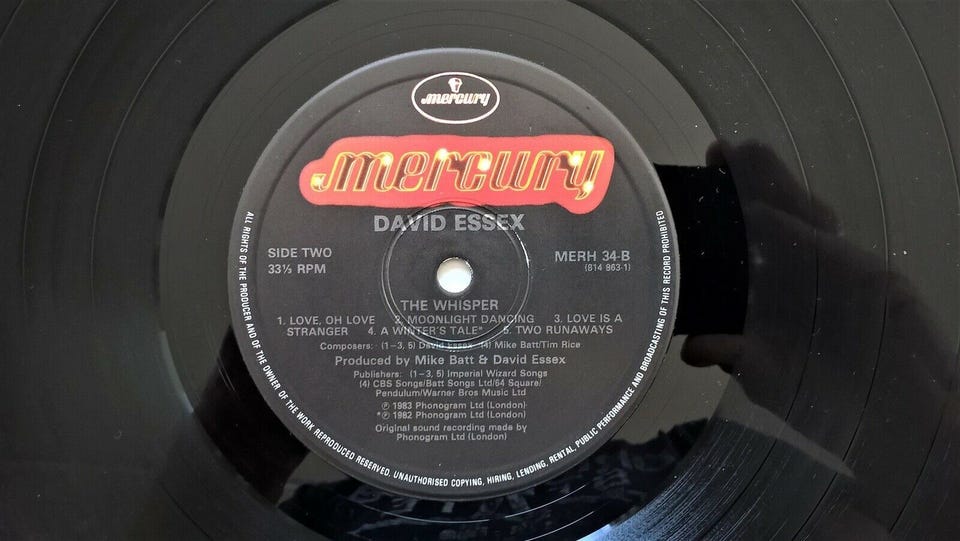 mercury
mercury
DAVID ESSEX
SIDE TWO
33⅓ RPM
MERH 34-B
(814 863-1)
THE WHISPER
1. LOVE, OH LOVE 2. MOONLIGHT DANCING 3. LOVE IS A
STRANGER 4. A WINTER'S TALE* 5. TWO RUNAWAYS
Composers: (1–3, 5) David Essex (4) Mike Batt/Tim Rice
Produced by Mike Batt & David Essex
Publishers: (1–3, 5) Imperial Wizard Songs
(4) CBS Songs/Batt Songs Ltd/64 Square/
Pendulum/Warner Bros Music Ltd
℗ 1983 Phonogram Ltd (London)
*℗ 1982 Phonogram Ltd (London)
Original sound recording made by
Phonogram Ltd (London)
ALL RIGHTS OF THE PRODUCER AND OF THE OWNER OF THE WORK REPRODUCED RESERVED. UNAUTHORISED COPYING, HIRING, LENDING, RENTAL, PUBLIC PERFORMANCE AND BROADCASTING OF THIS RECORD PROHIBITED